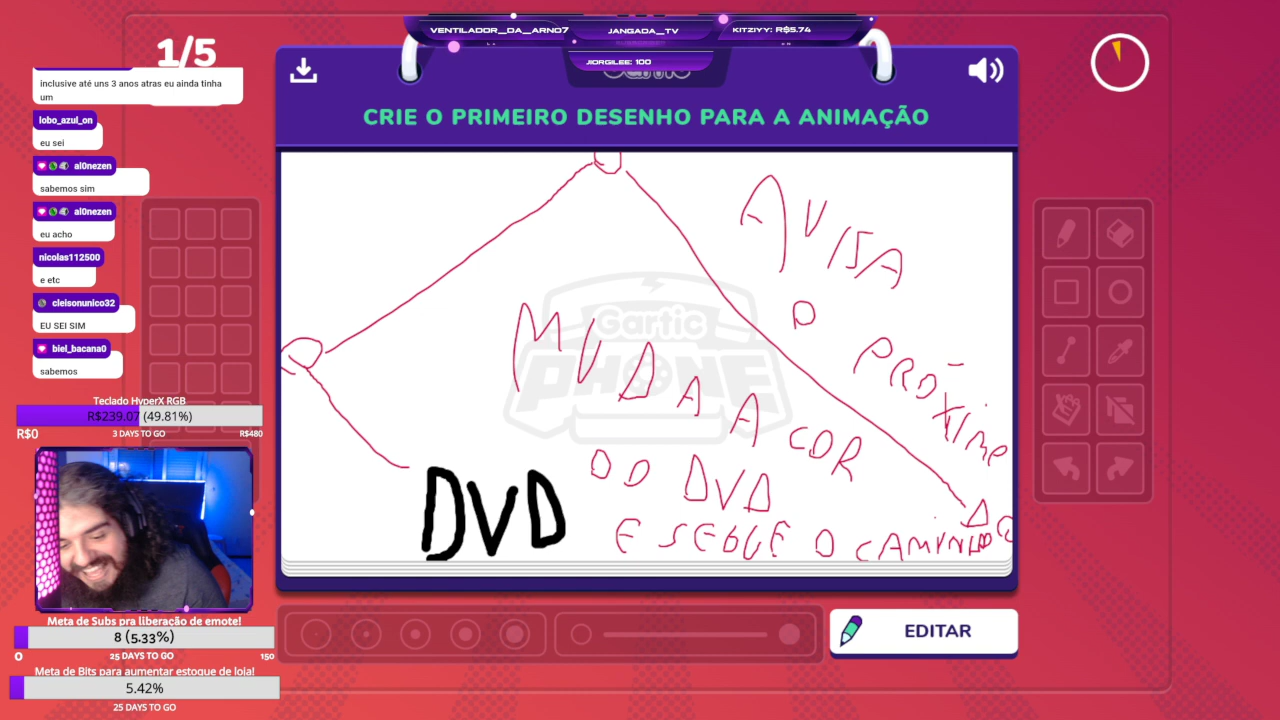 VENTILADOR_DA_ARNO7
JANGADA_TV
KITZIYY: R$5.74
JIORGILEE: 100
1/5
inclusive até uns 3 anos atras eu ainda tinha
um
lobo_azul_on
eu sei
al0nezen
sabemos sim
al0nezen
eu acho
nicolas112500
e etc
cleisonunico32
EU SEI SIM
biel_bacana0
sabemos
Teclado HyperX RGB
R$239.07 (49.81%)
R$0
3 DAYS TO GO
R$480
Meta de Subs pra liberação de emote!
8 (5.33%)
0
25 DAYS TO GO
150
Meta de Bits para aumentar estoque de loja!
5.42%
25 DAYS TO GO
CRIE O PRIMEIRO DESENHO PARA A ANIMAÇÃO
AVISA
O
PRÓXIMO
MUDA A COR
DO DVD
E SEGUE O CAMINHO
DVD
Gartic
PHONE
EDITAR